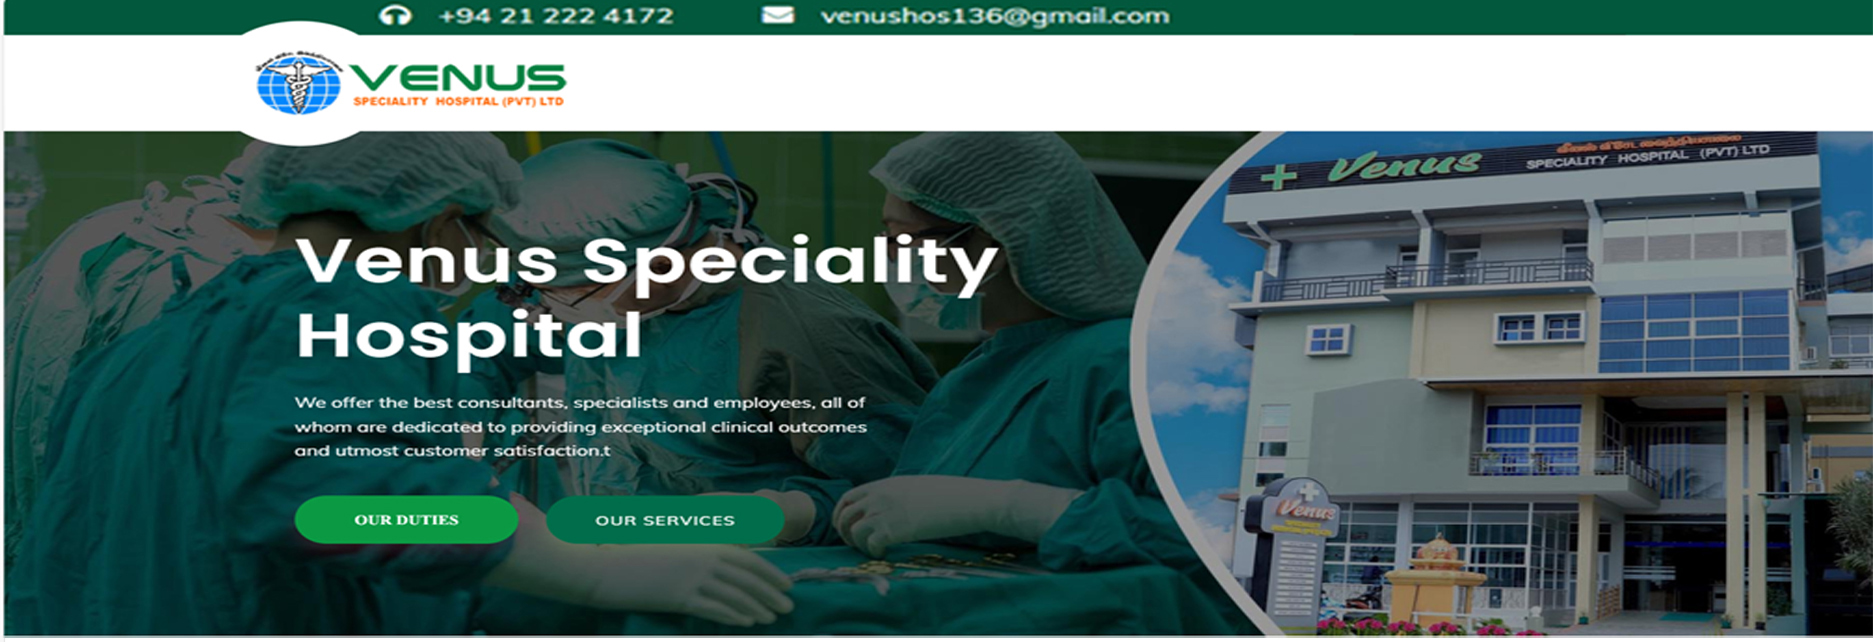 +94 21 222 4172 venushos136@gmail.com
VENUS
SPECIALITY HOSPITAL (PVT) LTD
Venus
SPECIALITY HOSPITAL (PVT) LTD
Venus Speciality
Hospital
We offer the best consultants, specialists and employees, all of
whom are dedicated to providing exceptional clinical outcomes
and utmost customer satisfaction.t
OUR DUTIES OUR SERVICES
Venus